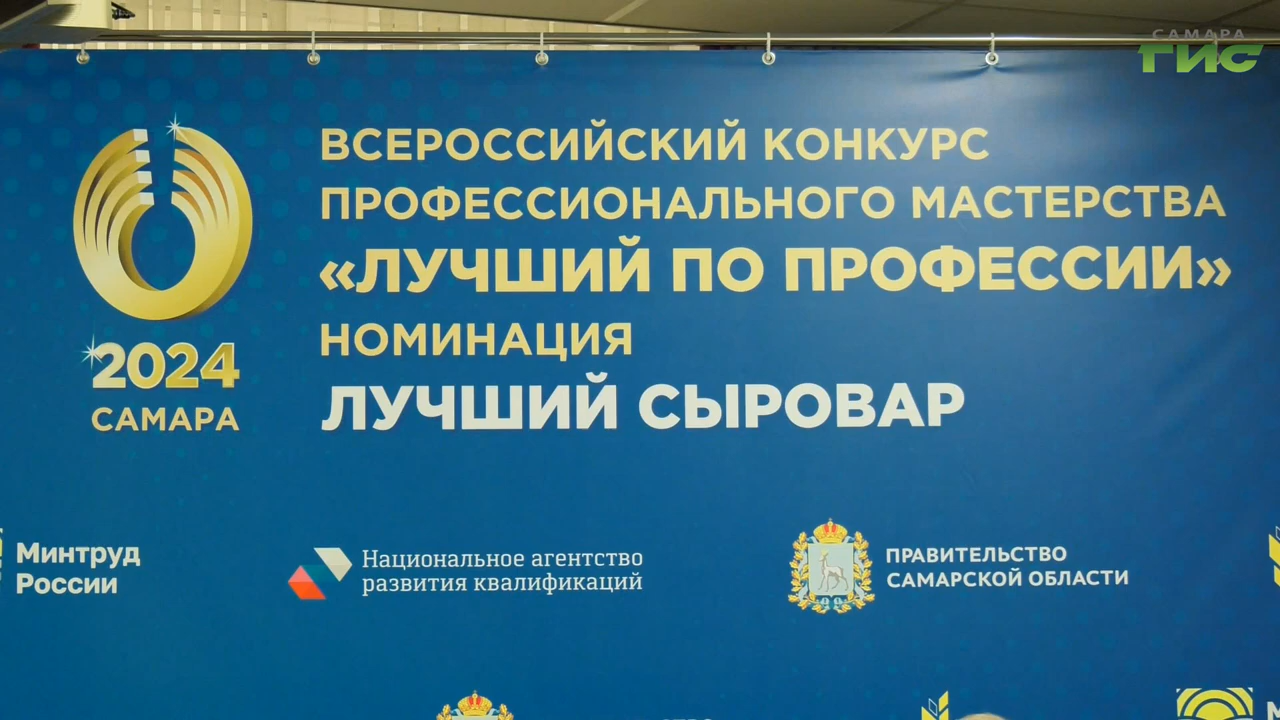 САМАРА
ГИС
ВСЕРОССИЙСКИЙ КОНКУРС
ПРОФЕССИОНАЛЬНОГО МАСТЕРСТВА
«ЛУЧШИЙ ПО ПРОФЕССИИ»
НОМИНАЦИЯ
ЛУЧШИЙ СЫРОВАР
2024
САМАРА
Минтруд
России
Национальное агентство
развития квалификаций
ПРАВИТЕЛЬСТВО
САМАРСКОЙ ОБЛАСТИ